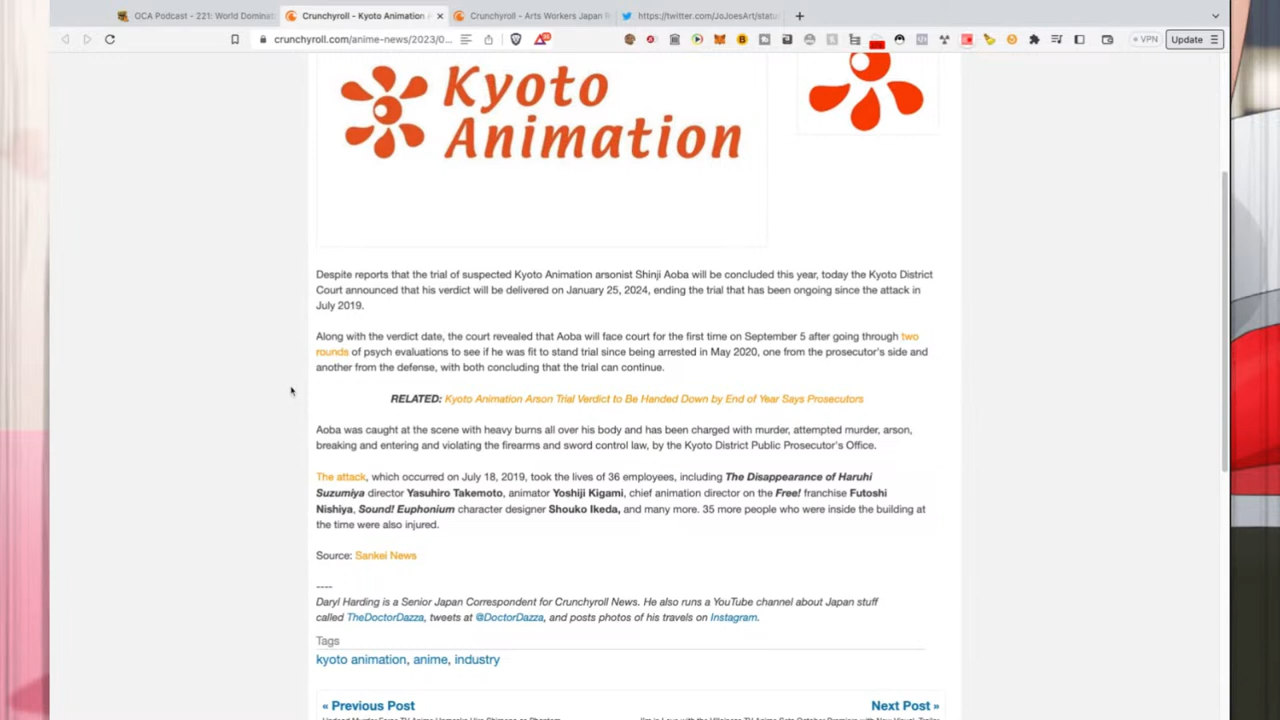 OCA Podcast - 221: World Dominat
Crunchyroll - Kyoto Animation
Crunchyroll - Arts Workers Japan R
https://twitter.com/JoJoesArt/statu
crunchyroll.com/anime-news/2023/0...
VPN
Update
Kyoto
Animation
Despite reports that the trial of suspected Kyoto Animation arsonist Shinji Aoba will be concluded this year, today the Kyoto District
Court announced that his verdict will be delivered on January 25, 2024, ending the trial that has been ongoing since the attack in
July 2019.
Along with the verdict date, the court revealed that Aoba will face court for the first time on September 5 after going through two
rounds of psych evaluations to see if he was fit to stand trial since being arrested in May 2020, one from the prosecutor's side and
another from the defense, with both concluding that the trial can continue.
RELATED: Kyoto Animation Arson Trial Verdict to Be Handed Down by End of Year Says Prosecutors
Aoba was caught at the scene with heavy burns all over his body and has been charged with murder, attempted murder, arson,
breaking and entering and violating the firearms and sword control law, by the Kyoto District Public Prosecutor's Office.
The attack, which occurred on July 18, 2019, took the lives of 36 employees, including The Disappearance of Haruhi
Suzumiya director Yasuhiro Takemoto, animator Yoshiji Kigami, chief animation director on the Free! franchise Futoshi
Nishiya, Sound! Euphonium character designer Shouko Ikeda, and many more. 35 more people who were inside the building at
the time were also injured.
Source: Sankei News
----
Daryl Harding is a Senior Japan Correspondent for Crunchyroll News. He also runs a YouTube channel about Japan stuff
called TheDoctorDazza, tweets at @DoctorDazza, and posts photos of his travels on Instagram.
Tags
kyoto animation, anime, industry
« Previous Post
Next Post »